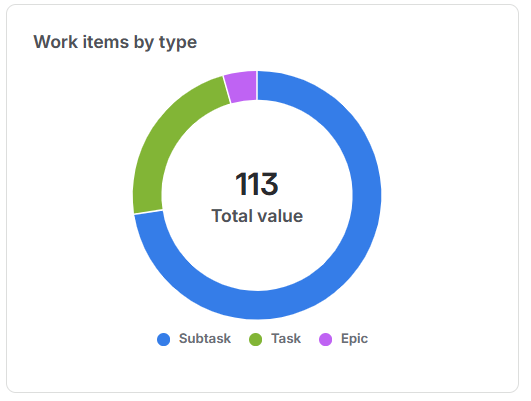 Work items by type
113
Total value
Subtask Task Epic